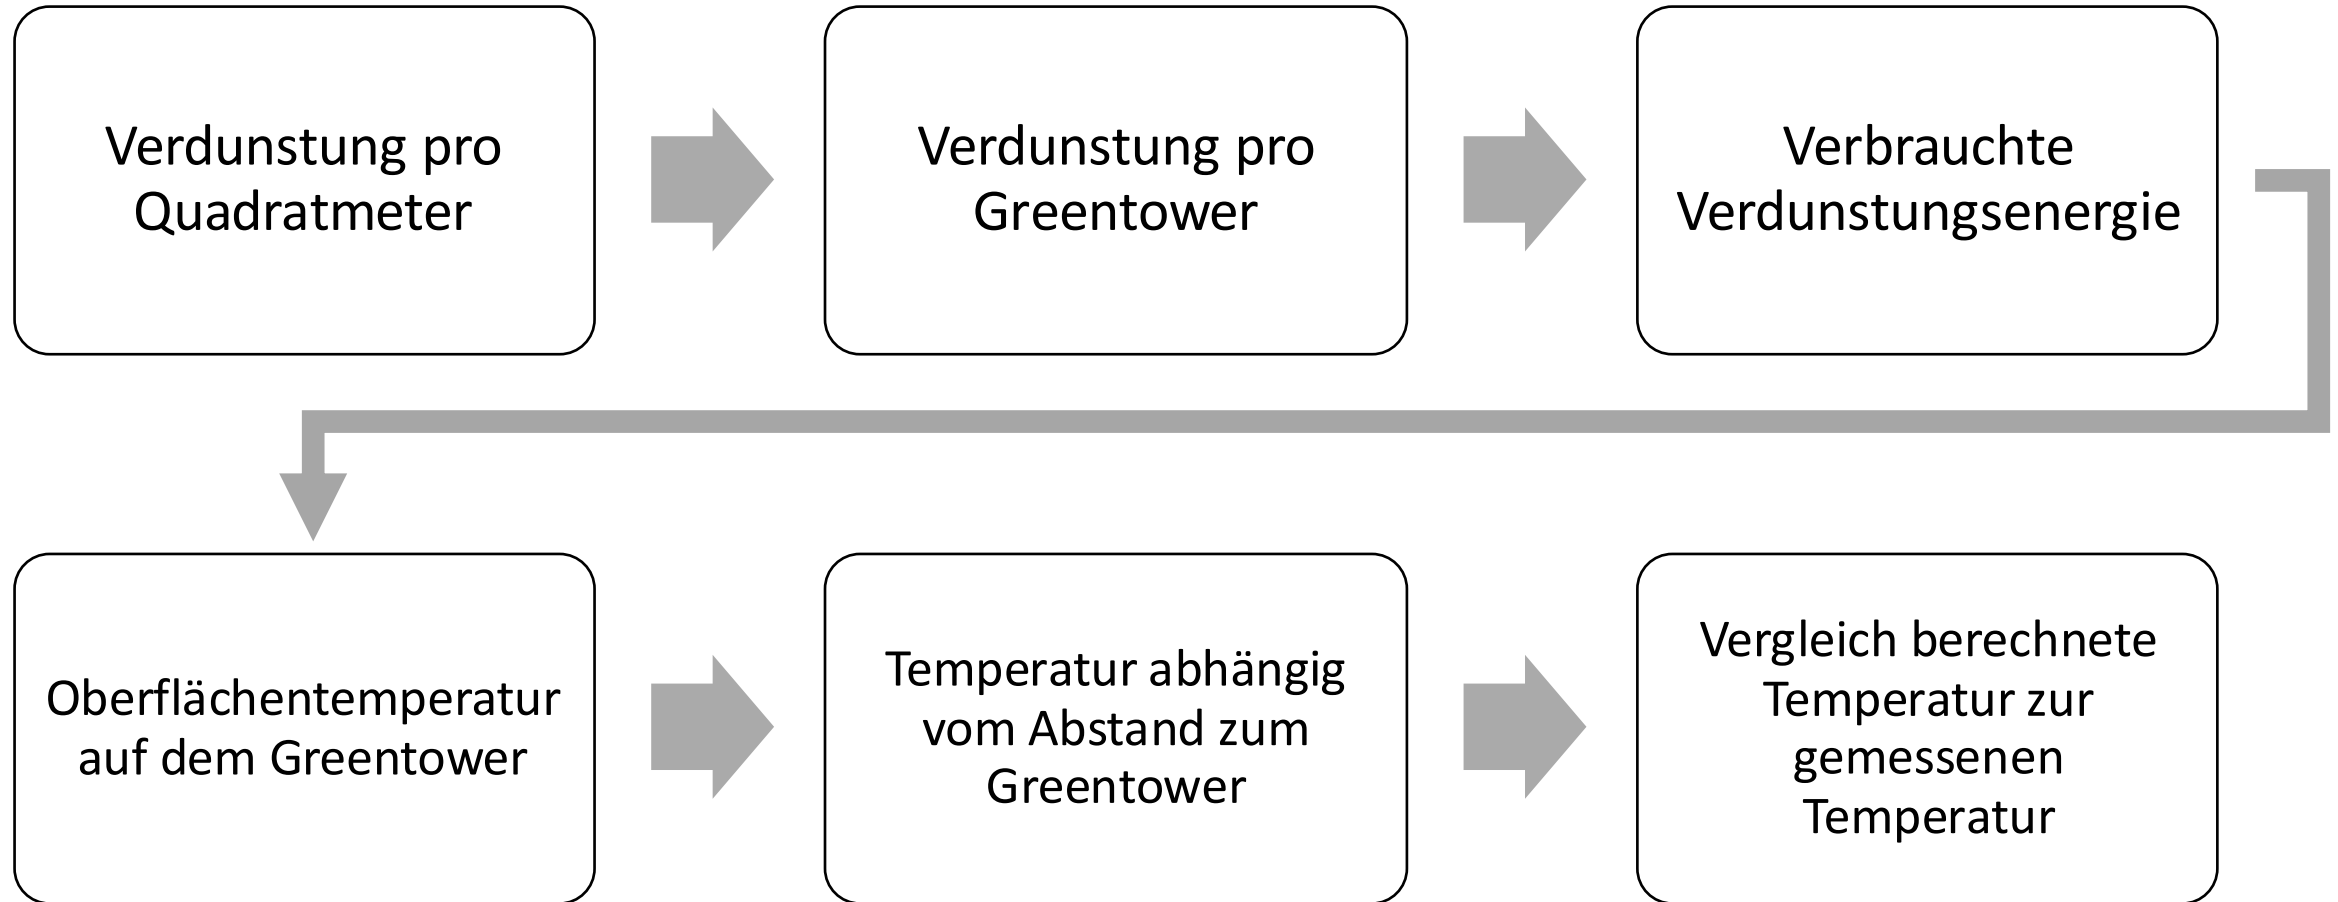 Verdunstung pro
Quadratmeter
Verdunstung pro
Greentower
Verbrauchte
Verdunstungsenergie
Oberflächentemperatur
auf dem Greentower
Temperatur abhängig
vom Abstand zum
Greentower
Vergleich berechnete
Temperatur zur
gemessenen
Temperatur